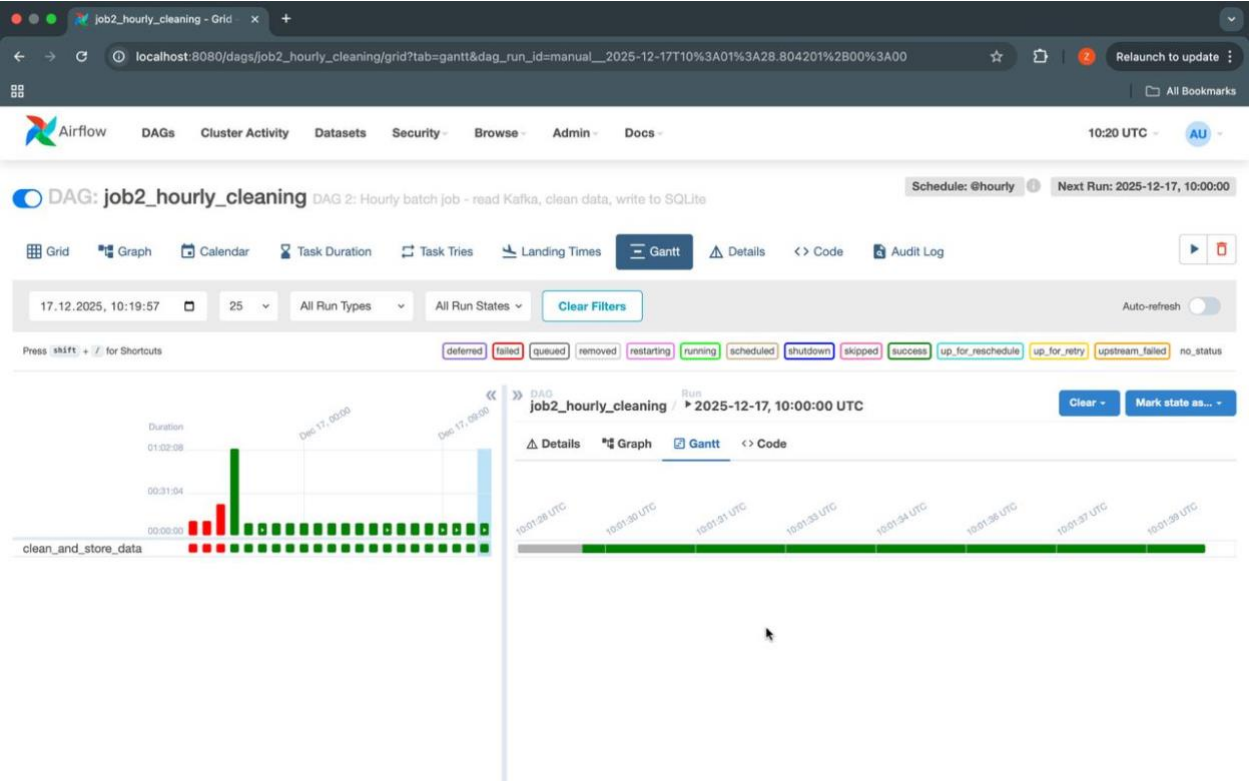 job2_hourly_cleaning - Grid
localhost:8080/dags/job2_hourly_cleaning/grid?tab=gantt&dag_run_id=manual__2025-12-17T10%3A01%3A28.804201%2B00%3A00
Z
Relaunch to update
All Bookmarks
Airflow DAGs Cluster Activity Datasets Security Browse Admin Docs 10:20 UTC AU
Schedule: @hourly Next Run: 2025-12-17, 10:00:00
DAG: job2_hourly_cleaning DAG 2: Hourly batch job - read Kafka, clean data, write to SQLite
Grid Graph Calendar Task Duration Task Tries Landing Times Gantt Details <> Code Audit Log
17.12.2025, 10:19:57 25 All Run Types All Run States Clear Filters Auto-refresh
Press shift + / for Shortcuts deferred failed queued removed restarting running scheduled shutdown skipped success up_for_reschedule up_for_retry upstream_failed no_status
DAG Run
job2_hourly_cleaning / 2025-12-17, 10:00:00 UTC Clear Mark state as...
Details Graph Gantt <> Code
Dec 17, 00:00 Dec 17, 09:00
Duration
01:02:08
00:31:04
00:00:00
10:01:28 UTC 10:01:30 UTC 10:01:31 UTC 10:01:33 UTC 10:01:34 UTC 10:01:36 UTC 10:01:37 UTC 10:01:39 UTC
clean_and_store_data